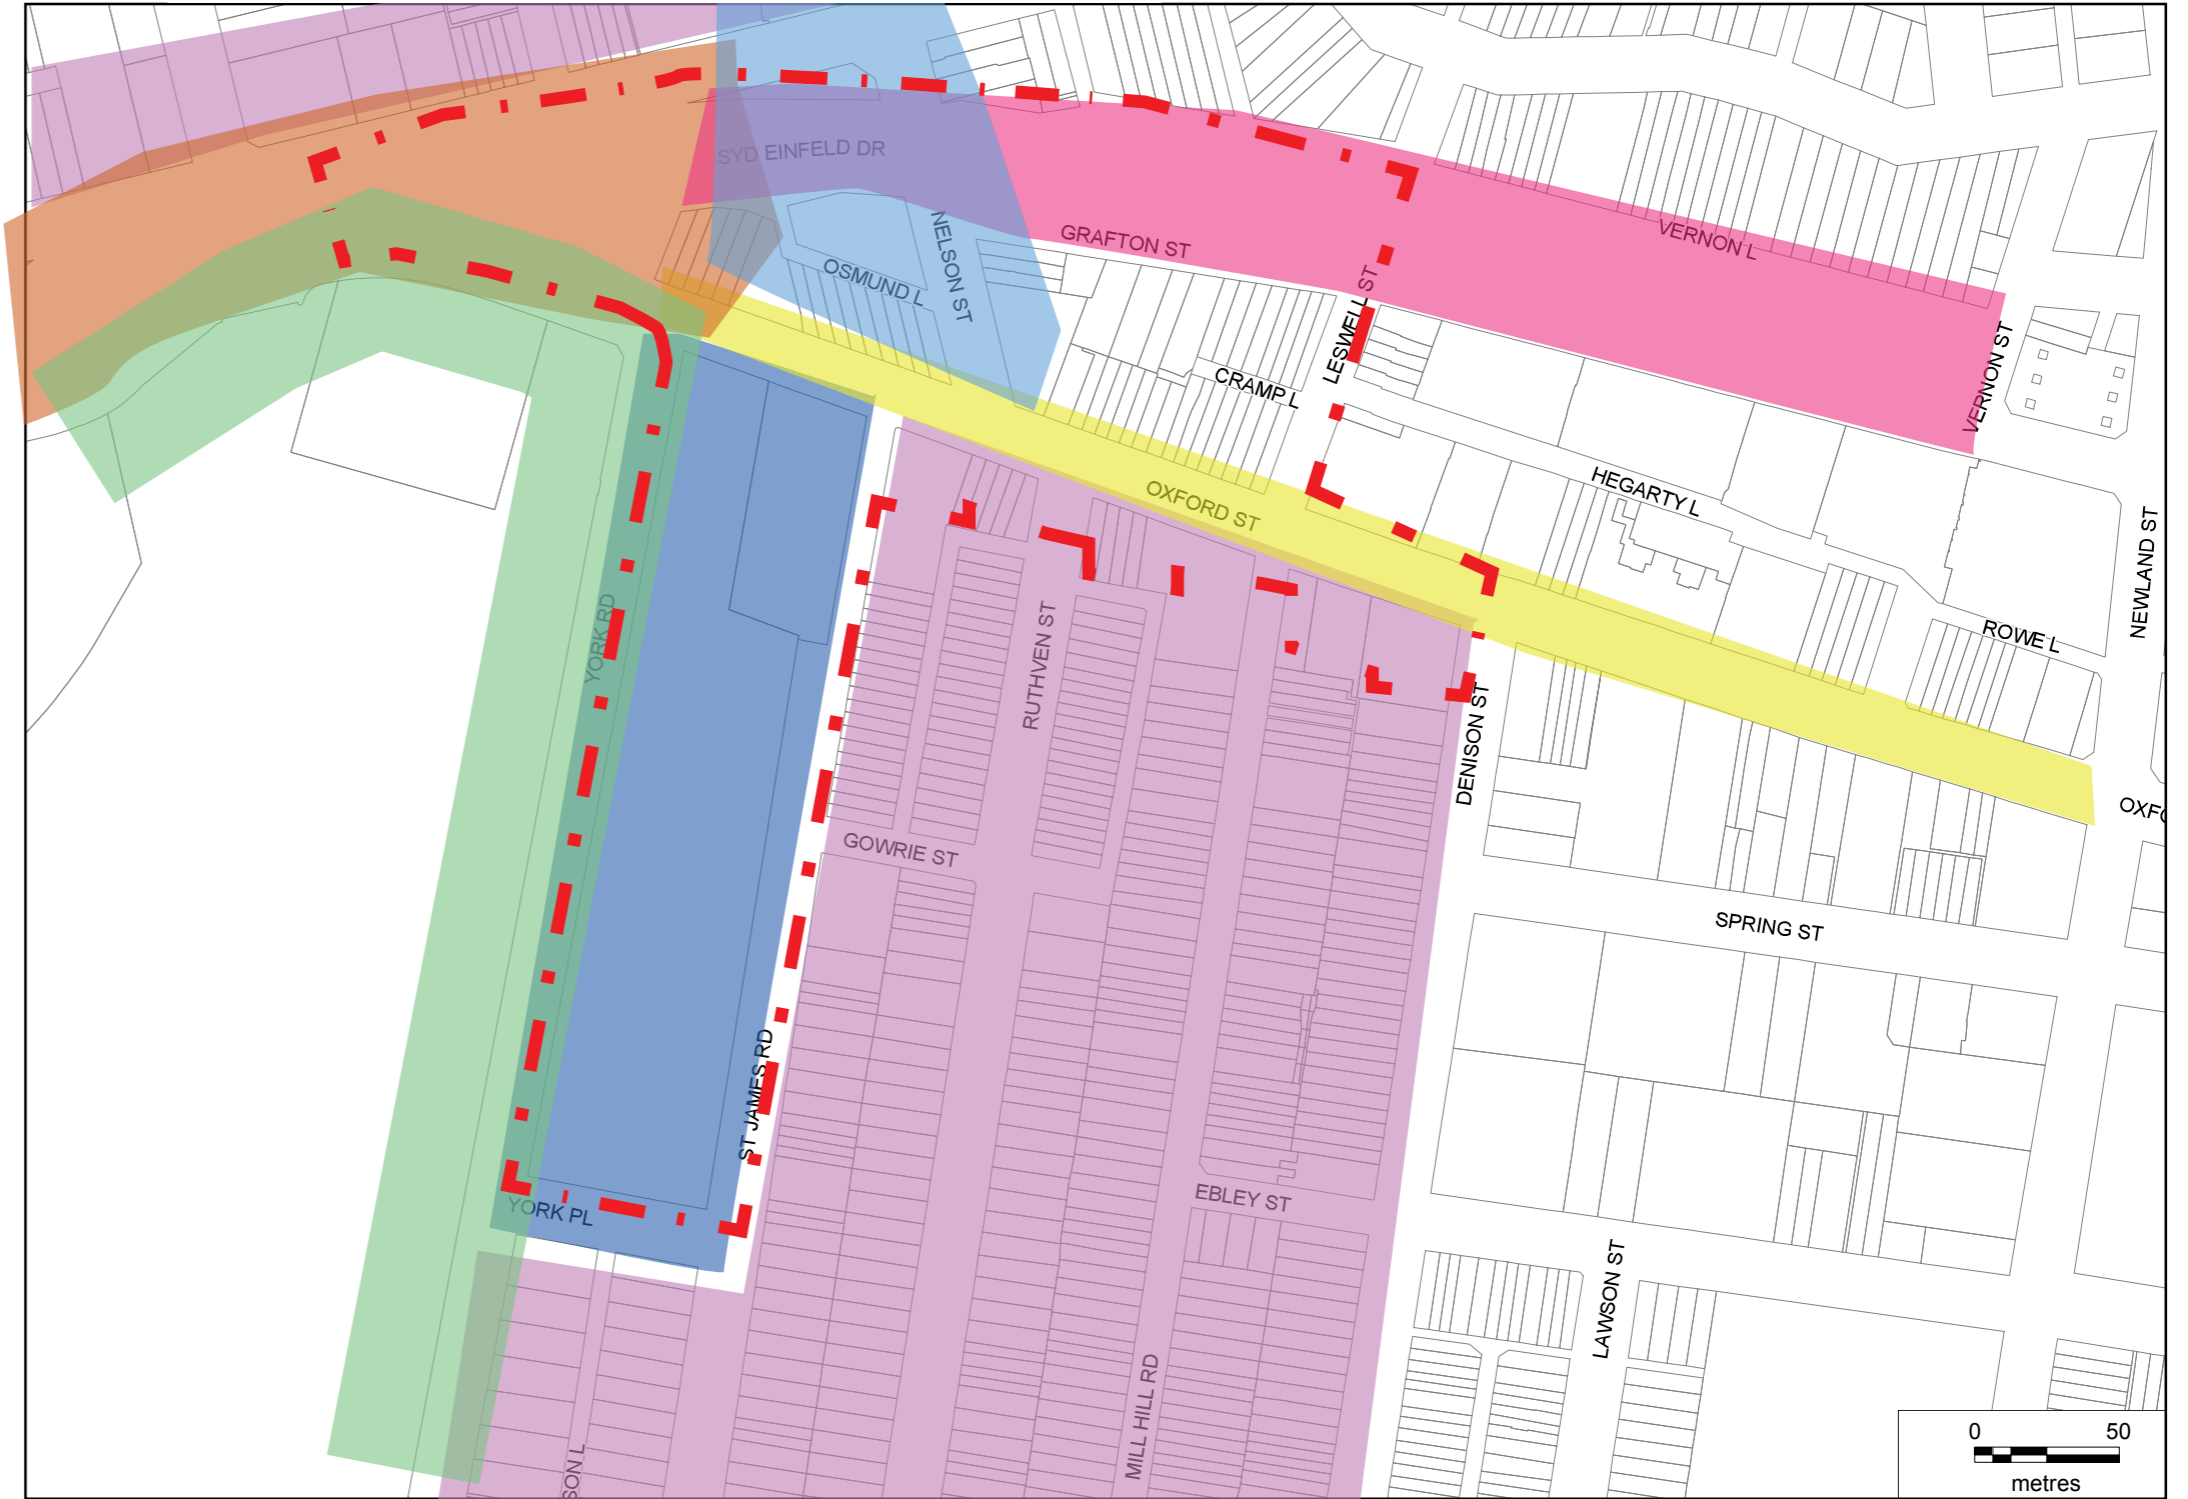 SYD EINFELD DR
NELSON ST
GRAFTON ST
VERNON L
OSMUND L
LESWELL ST
CRAMP L
VERNON ST
HEGARTY L
OXFORD ST
NEWLAND ST
YORK RD
RUTHVEN ST
ROWE L
DENISON ST
OXFO
GOWRIE ST
SPRING ST
ST JAMES RD
YORK PL
EBLEY ST
LAWSON ST
MILL HILL RD
SON L
0 50
metres